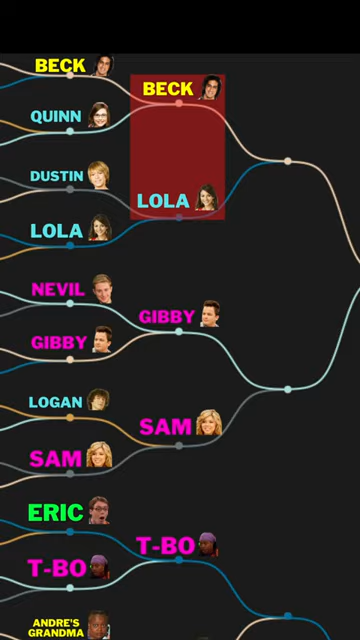 BECK
BECK
QUINN
DUSTIN
LOLA
LOLA
NEVIL
GIBBY
GIBBY
LOGAN
SAM
SAM
ERIC
T-BO
T-BO
ANDRE'S
GRANDMA